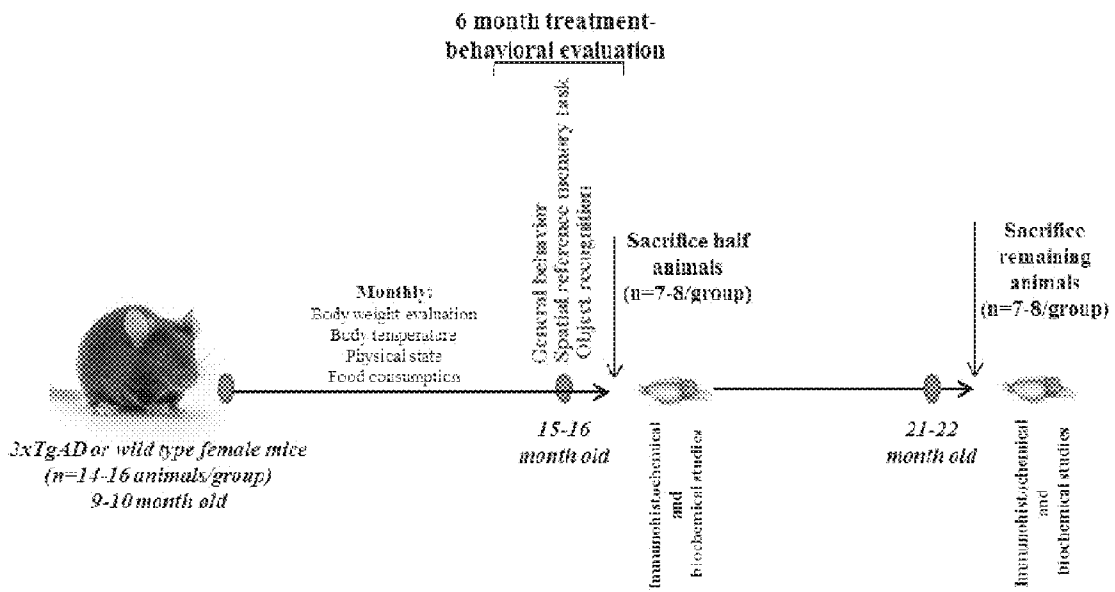 6 month treatment-
behavioral evaluation
General behavior
Spatial reference memory task
Object recognition
Sacrifice half
animals
(n=7-8/group)
Sacrifice
remaining
animals
(n=7-8/group)
Monthly:
Body weight evaluation
Body temperature
Physical state
Food consumption
3xTgAD or wild type female mice
(n=14-16 animals/group)
9-10 month old
15-16
month old
21-22
month old
Immunohistochemical
and
biochemical studies
Immunohistochemical
and
biochemical studies